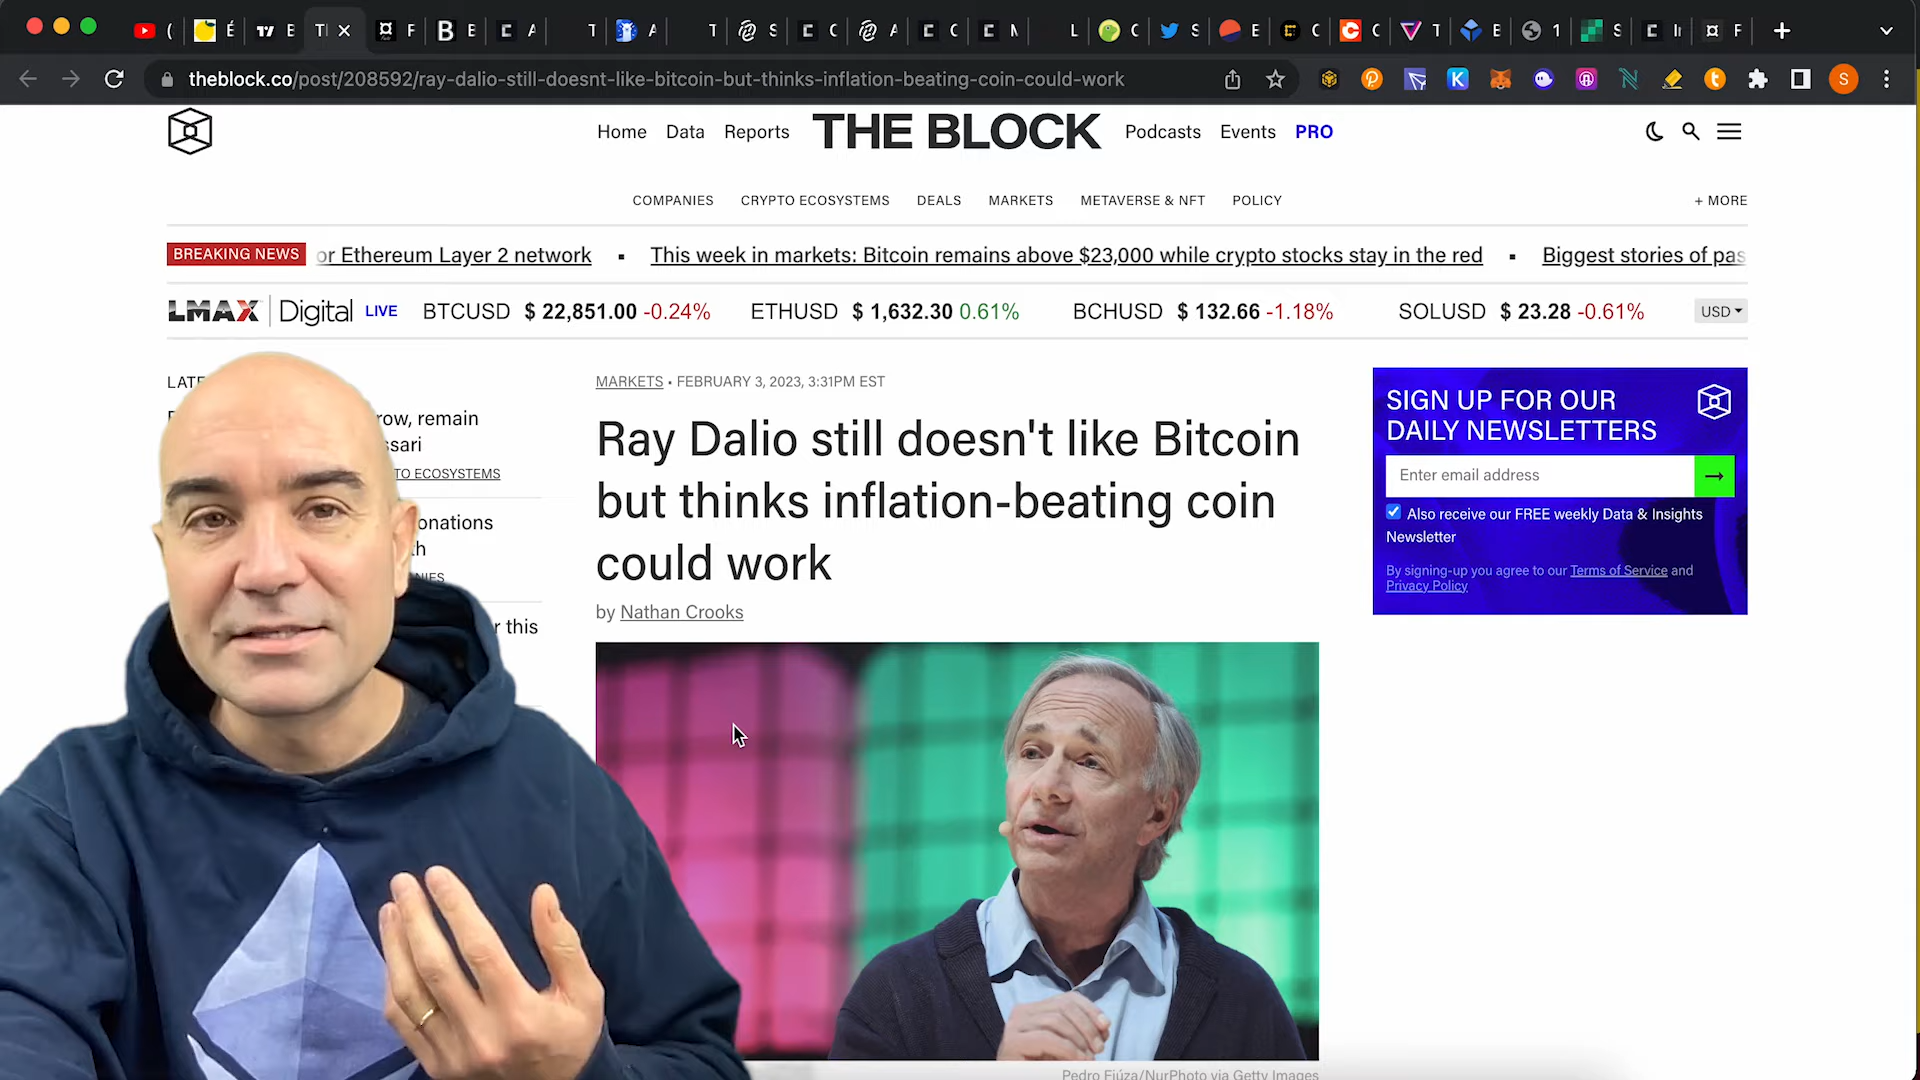 theblock.co/post/208592/ray-dalio-still-doesnt-like-bitcoin-but-thinks-inflation-beating-coin-could-work
S
Home Data Reports THE BLOCK Podcasts Events PRO
COMPANIES CRYPTO ECOSYSTEMS DEALS MARKETS METAVERSE & NFT POLICY + MORE
BREAKING NEWS or Ethereum Layer 2 network ▪ This week in markets: Bitcoin remains above $23,000 while crypto stocks stay in the red ▪ Biggest stories of pas
LMAX Digital LIVE BTCUSD $ 22,851.00 -0.24% ETHUSD $ 1,632.30 0.61% BCHUSD $ 132.66 -1.18% SOLUSD $ 23.28 -0.61% USD
LATE
row, remain
ssari
TO ECOSYSTEMS
onations
th
NIES
r this
MARKETS • FEBRUARY 3, 2023, 3:31PM EST
Ray Dalio still doesn't like Bitcoin
but thinks inflation-beating coin
could work
by Nathan Crooks
Pedro Fiúza/NurPhoto via Getty Images
SIGN UP FOR OUR
DAILY NEWSLETTERS
Enter email address →
Also receive our FREE weekly Data & Insights
Newsletter
By signing-up you agree to our Terms of Service and
Privacy Policy